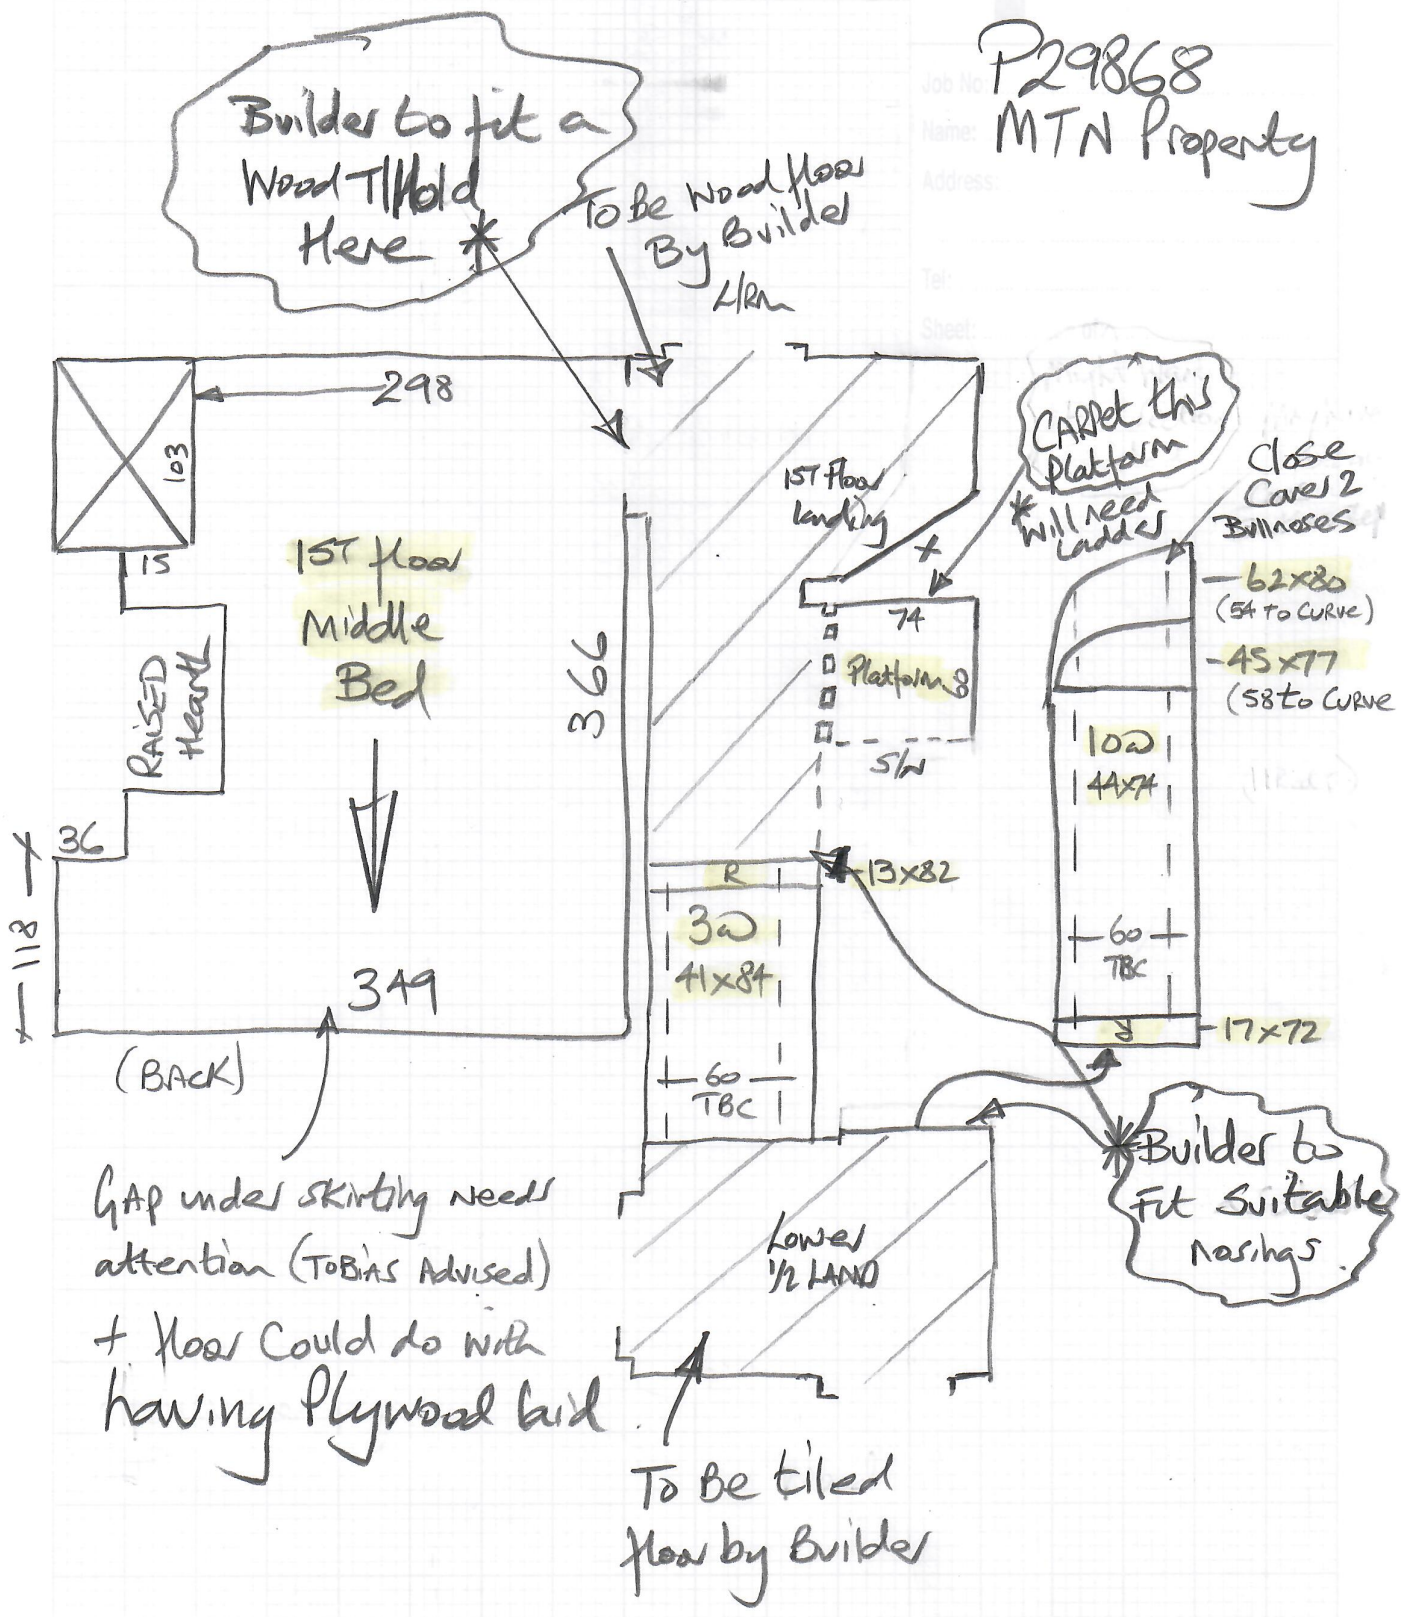 P29868
Job No:
Name:
MTN Property
Address:
Tel:
Sheet:
of
Builder to fit a
Wood T/Hold
Here *
To Be Wood floor
By Builder
L/Rm
298
103
15
1ST floor
Middle
Bed
RAISED
Hearth
36
118
366
349
(BACK)
1ST Floor
Landing
x
CARPet this
Platform
* Will need
Ladder
Close
Cover 2
Bullnoses
62x80
(54 to CURVE)
45x77
(58 to CURVE
74
Platform
S/N
10@
44x74
60
TBC
17x72
R
13x82
3@
41x84
60
TBC
* Builder to
Fit Suitable
nosings
Lower
1/2 LAND
GAP under skirting needs
attention (TOBIAS Advised)
+ floor Could do with
having Plywood laid
To Be tiled
floor by Builder